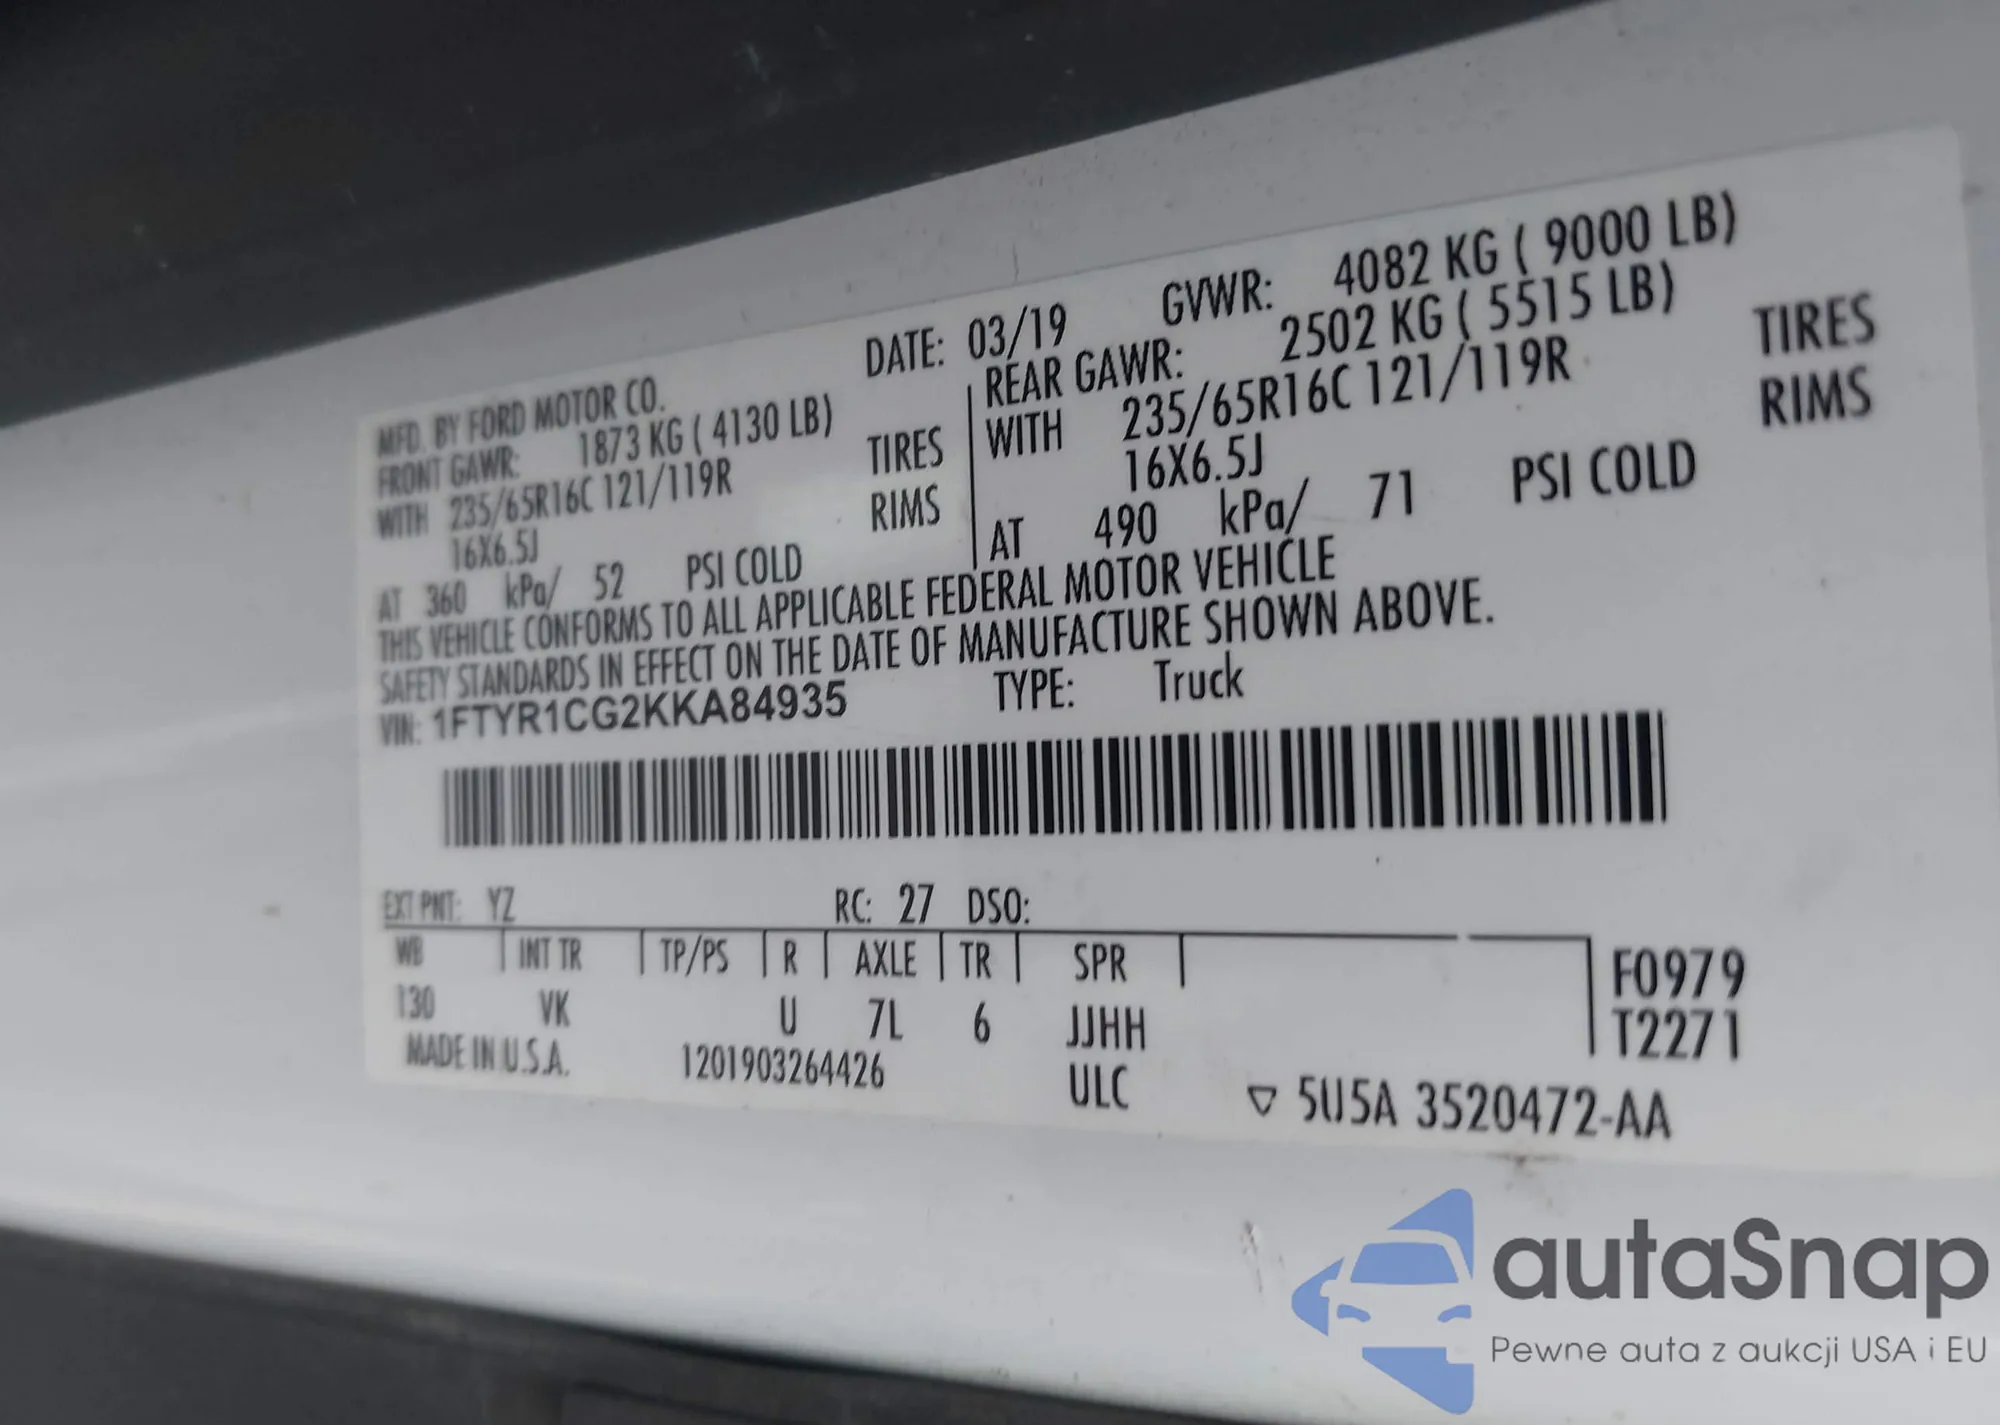 MFD. BY FORD MOTOR CO.
DATE: 03/19
GVWR: 4082 KG ( 9000 LB)
FRONT GAWR: 1873 KG ( 4130 LB)
WITH 235/65R16C 121/119R TIRES
16X6.5J RIMS
AT 360 kPa/ 52 PSI COLD
REAR GAWR: 2502 KG ( 5515 LB)
WITH 235/65R16C 121/119R TIRES
16X6.5J RIMS
AT 490 kPa/ 71 PSI COLD
THIS VEHICLE CONFORMS TO ALL APPLICABLE FEDERAL MOTOR VEHICLE
SAFETY STANDARDS IN EFFECT ON THE DATE OF MANUFACTURE SHOWN ABOVE.
VIN: 1FTYR1CG2KKA84935 TYPE: Truck
EXT PNT: YZ RC: 27 DSO:
WB INT TR TP/PS R AXLE TR SPR
130 VK U 7L 6 JJHH
F0979
T2271
MADE IN U.S.A. 1201903264426 ULC
▽ 5U5A 3520472-AA
autaSnap
Pewne auta z aukcji USA i EU